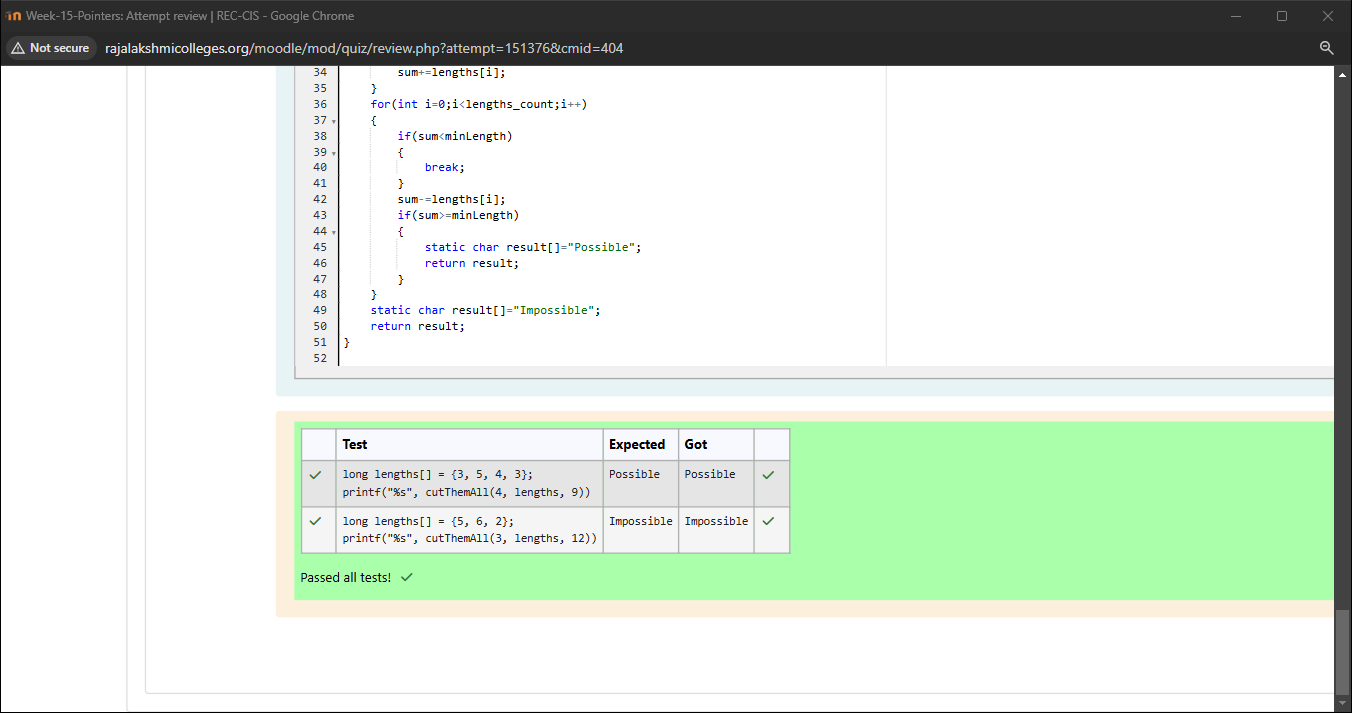 Week-15-Pointers: Attempt review | REC-CIS - Google Chrome
Not secure rajalakshmicolleges.org/moodle/mod/quiz/review.php?attempt=151376&cmid=404
34 sum+=lengths[i];
35 }
36 for(int i=0;i<lengths_count;i++)
37 {
38 if(sum<minLength)
39 {
40 break;
41 }
42 sum-=lengths[i];
43 if(sum>=minLength)
44 {
45 static char result[]="Possible";
46 return result;
47 }
48 }
49 static char result[]="Impossible";
50 return result;
51 }
52
Test Expected Got
long lengths[] = {3, 5, 4, 3}; Possible Possible
printf("%s", cutThemAll(4, lengths, 9))
long lengths[] = {5, 6, 2}; Impossible Impossible
printf("%s", cutThemAll(3, lengths, 12))
Passed all tests!